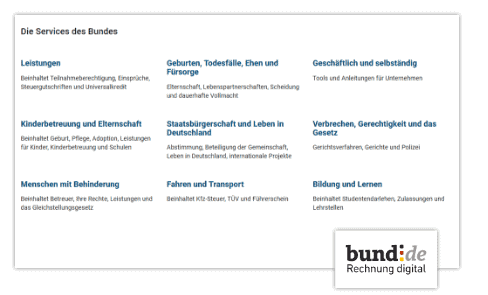 Die Services des Bundes
Leistungen
Beinhaltet Teilnahmeberechtigung, Einsprüche,
Steuergutschriften und Universalkredit
Geburten, Todesfälle, Ehen und
Fürsorge
Elternschaft, Lebenspartnerschaften, Scheidung
und dauerhafte Vollmacht
Geschäftlich und selbständig
Tools und Anleitungen für Unternehmen
Kinderbetreuung und Elternschaft
Beinhaltet Geburt, Pflege, Adoption, Leistungen
für Kinder, Kinderbetreuung und Schulen
Staatsbürgerschaft und Leben in
Deutschland
Abstimmung, Beteiligung der Gemeinschaft,
Leben in Deutschland, internationale Projekte
Verbrechen, Gerechtigkeit und das
Gesetz
Gerichtsverfahren, Gerichte und Polizei
Menschen mit Behinderung
Beinhaltet Betreuer, Ihre Rechte, Leistungen und
das Gleichstellungsgesetz
Fahren und Transport
Beinhaltet Kfz-Steuer, TÜV und Führerschein
Bildung und Lernen
Beinhaltet Studentendarlehen, Zulassungen und
Lehrstellen
bund:de
Rechnung digital